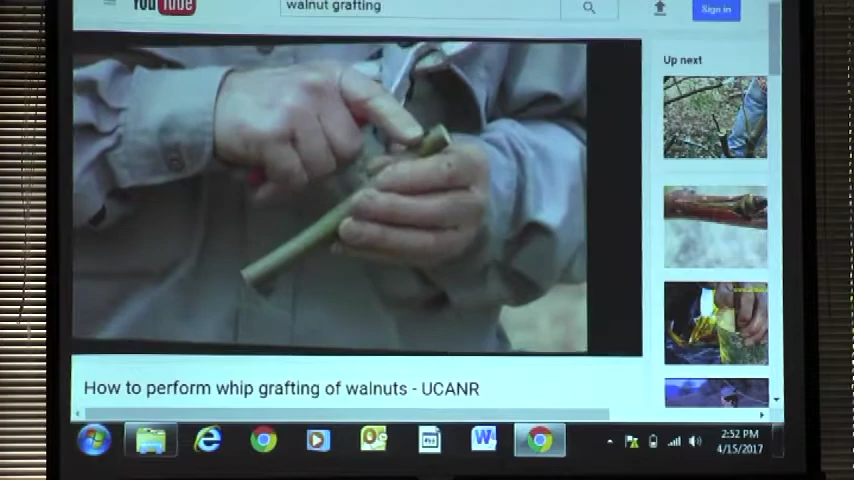 YouTube
walnut grafting
Sign in
Up next
How to perform whip grafting of walnuts - UCANR
2:52 PM
4/15/2017